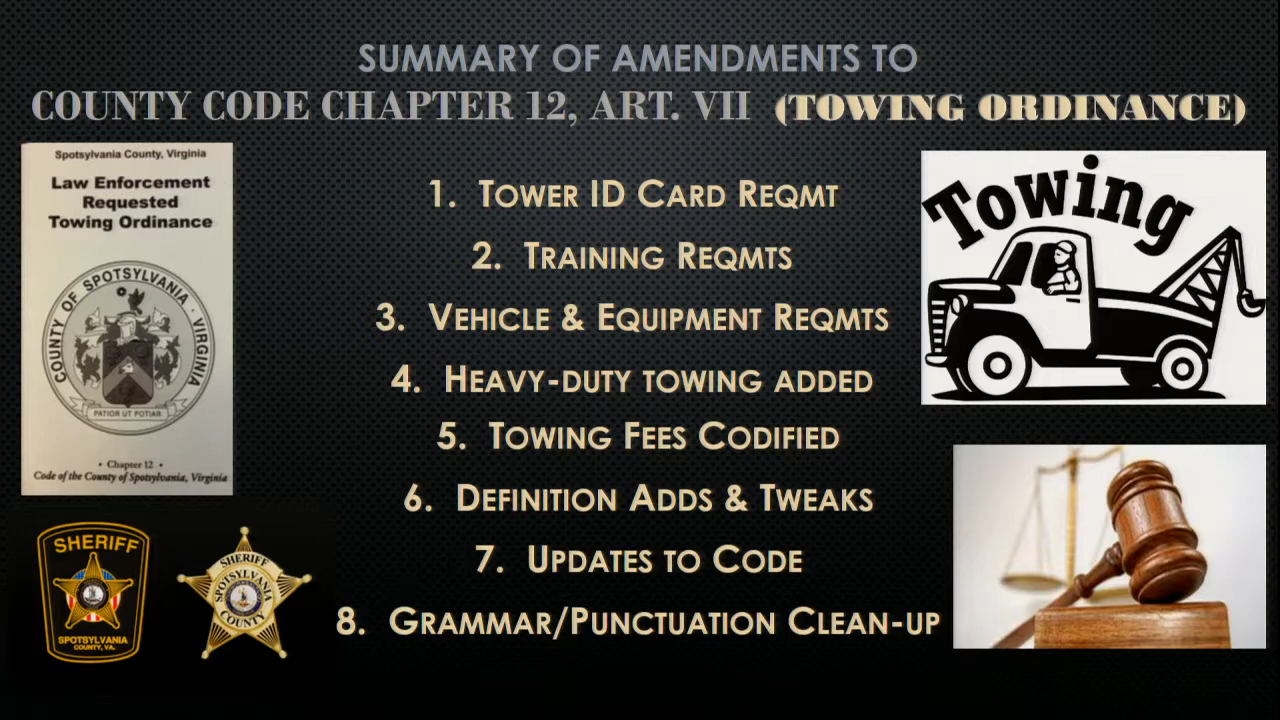 SUMMARY OF AMENDMENTS TO
COUNTY CODE CHAPTER 12, ART. VII (TOWING ORDINANCE)
Spotsylvania County, Virginia
Law Enforcement
Requested
Towing Ordinance
COUNTY OF SPOTSYLVANIA · VIRGINIA
PATIOR UT POTIAR
• Chapter 12 •
Code of the County of Spotsylvania, Virginia
SHERIFF
SPOTSYLVANIA
COUNTY, VA.
SHERIFF
SPOTSYLVANIA
COUNTY
1. TOWER ID CARD REQMT
2. TRAINING REQMTS
3. VEHICLE & EQUIPMENT REQMTS
4. HEAVY-DUTY TOWING ADDED
5. TOWING FEES CODIFIED
6. DEFINITION ADDS & TWEAKS
7. UPDATES TO CODE
8. GRAMMAR/PUNCTUATION CLEAN-UP
Towing